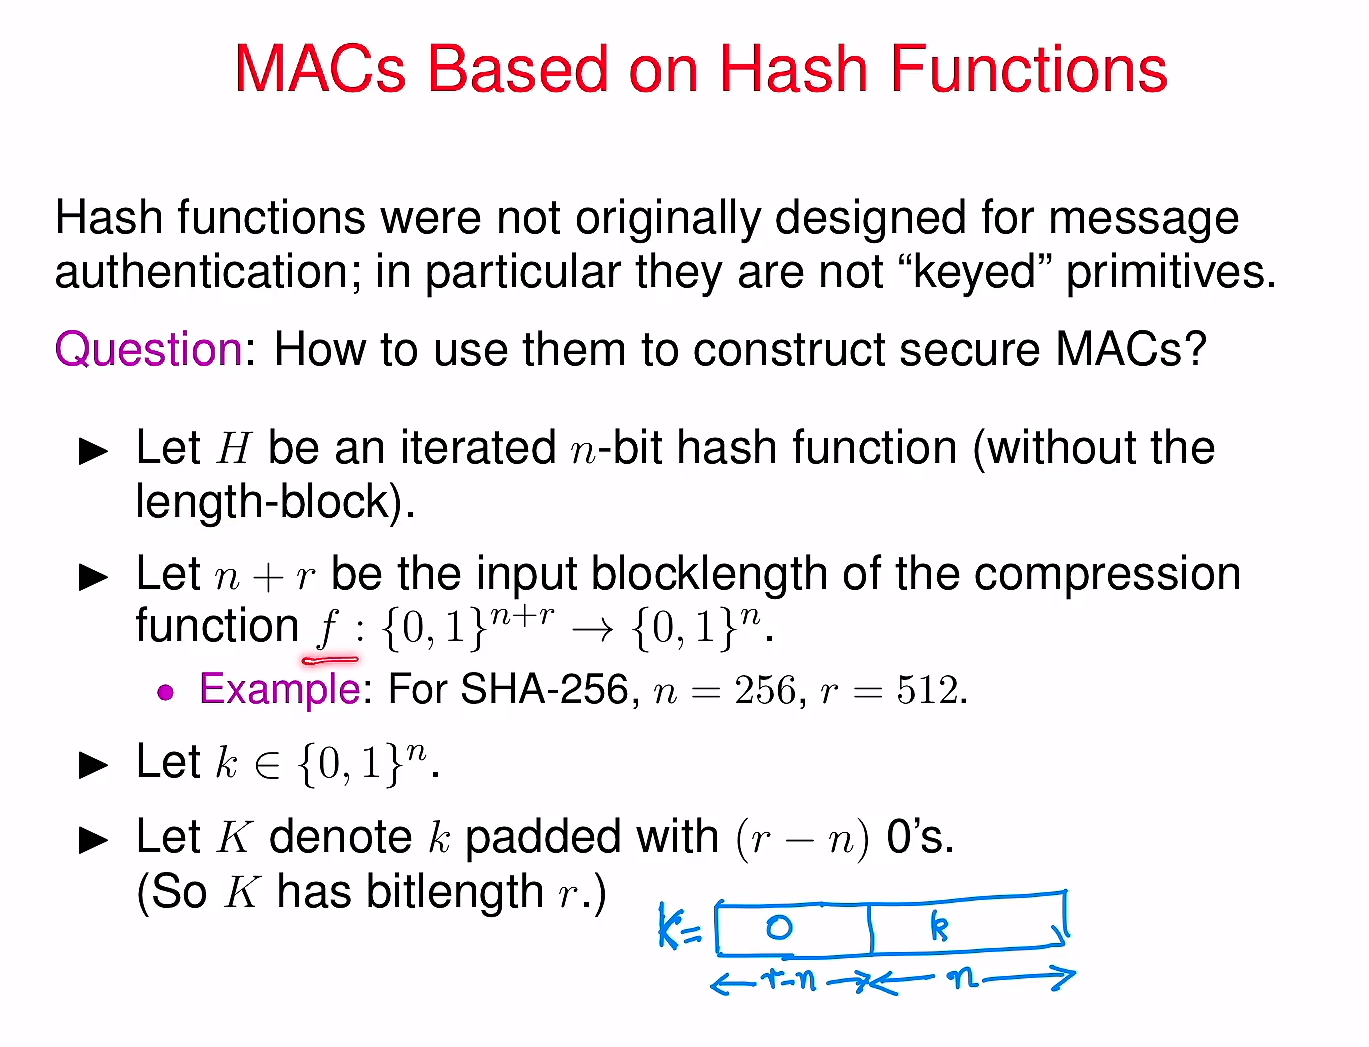 MACs Based on Hash Functions
Hash functions were not originally designed for message
authentication; in particular they are not “keyed” primitives.
Question: How to use them to construct secure MACs?
▶ Let H be an iterated n-bit hash function (without the
length-block).
▶ Let n + r be the input blocklength of the compression
function f : {0, 1}ⁿ⁺ʳ → {0, 1}ⁿ.
• Example: For SHA-256, n = 256, r = 512.
▶ Let k ∈ {0, 1}ⁿ.
▶ Let K denote k padded with (r − n) 0’s.
(So K has bitlength r.)
K= 0 k
r-n n